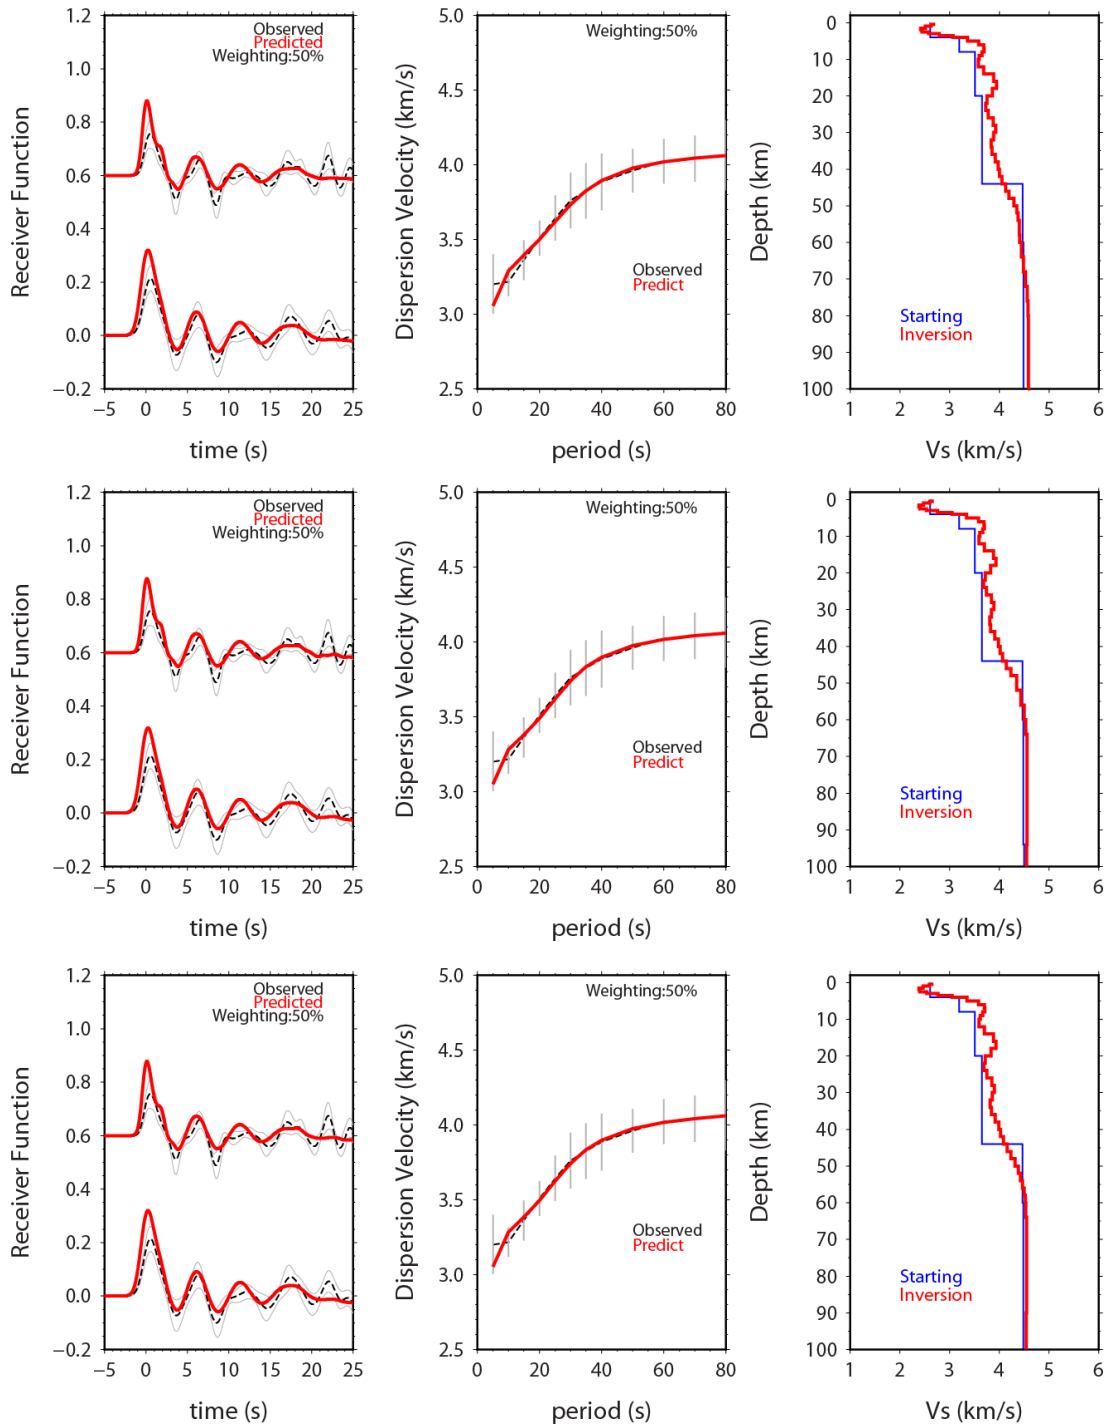 Receiver Function
1.2
1.0
0.8
0.6
0.4
0.2
0.0
−0.2
Observed
Predicted
Weighting:50%
−5 0 5 10 15 20 25
time (s)
Dispersion Velocity (km/s)
5.0
4.5
4.0
3.5
3.0
2.5
Weighting:50%
Observed
Predict
0 20 40 60 80
period (s)
Depth (km)
0
10
20
30
40
50
60
70
80
90
100
Starting
Inversion
1 2 3 4 5 6
Vs (km/s)
Receiver Function
1.2
1.0
0.8
0.6
0.4
0.2
0.0
−0.2
Observed
Predicted
Weighting:50%
−5 0 5 10 15 20 25
time (s)
Dispersion Velocity (km/s)
5.0
4.5
4.0
3.5
3.0
2.5
Weighting:50%
Observed
Predict
0 20 40 60 80
period (s)
Depth (km)
0
10
20
30
40
50
60
70
80
90
100
Starting
Inversion
1 2 3 4 5 6
Vs (km/s)
Receiver Function
1.2
1.0
0.8
0.6
0.4
0.2
0.0
−0.2
Observed
Predicted
Weighting:50%
−5 0 5 10 15 20 25
time (s)
Dispersion Velocity (km/s)
5.0
4.5
4.0
3.5
3.0
2.5
Weighting:50%
Observed
Predict
0 20 40 60 80
period (s)
Depth (km)
0
10
20
30
40
50
60
70
80
90
100
Starting
Inversion
1 2 3 4 5 6
Vs (km/s)